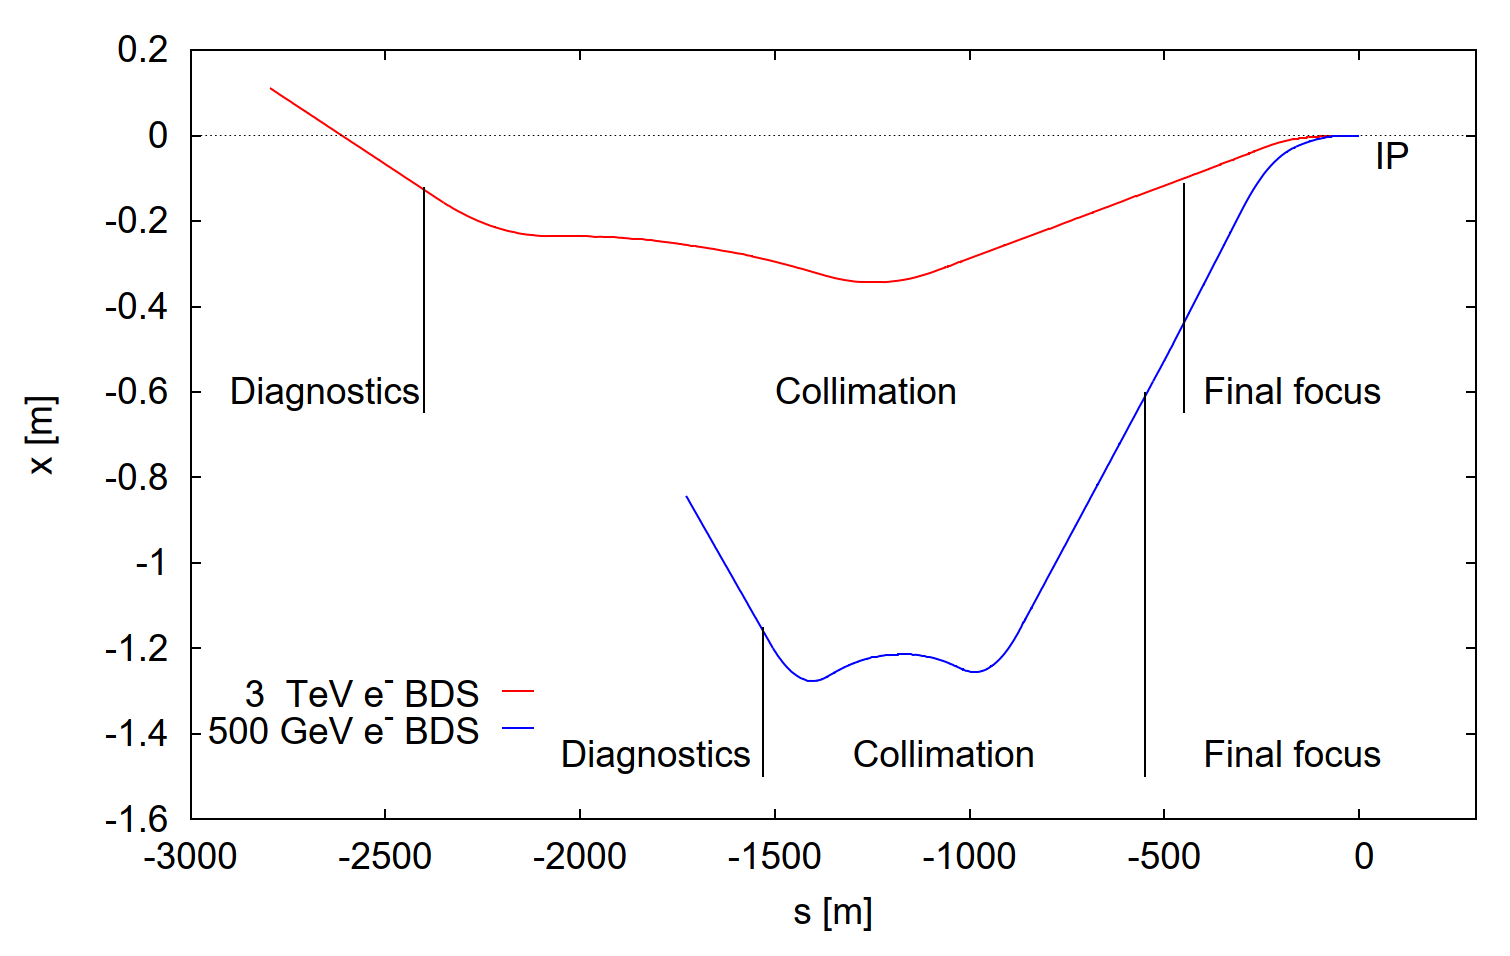 0.2
0
IP
-0.2
-0.4
-0.6
Diagnostics
Collimation
Final focus
x [m]
-0.8
-1
-1.2
3 TeV e- BDS
500 GeV e- BDS
-1.4
Diagnostics
Collimation
Final focus
-1.6
-3000
-2500
-2000
-1500
-1000
-500
0
s [m]